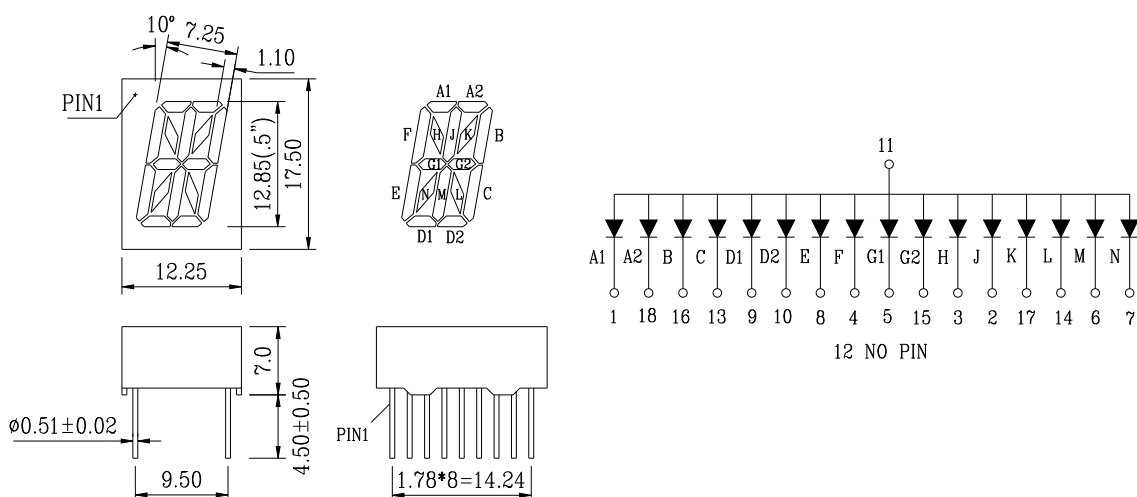 10° 7.25
1.10
PIN1
12.85(.5")
17.50
12.25
A1 A2
F H J K B
G1 G2
E N M L C
D1 D2
11
A1 A2 B C D1 D2 E F G1 G2 H J K L M N
1 18 16 13 9 10 8 4 5 15 3 2 17 14 6 7
12 NO PIN
7.0
4.50±0.50
ø0.51±0.02
9.50
PIN1
1.78*8=14.24